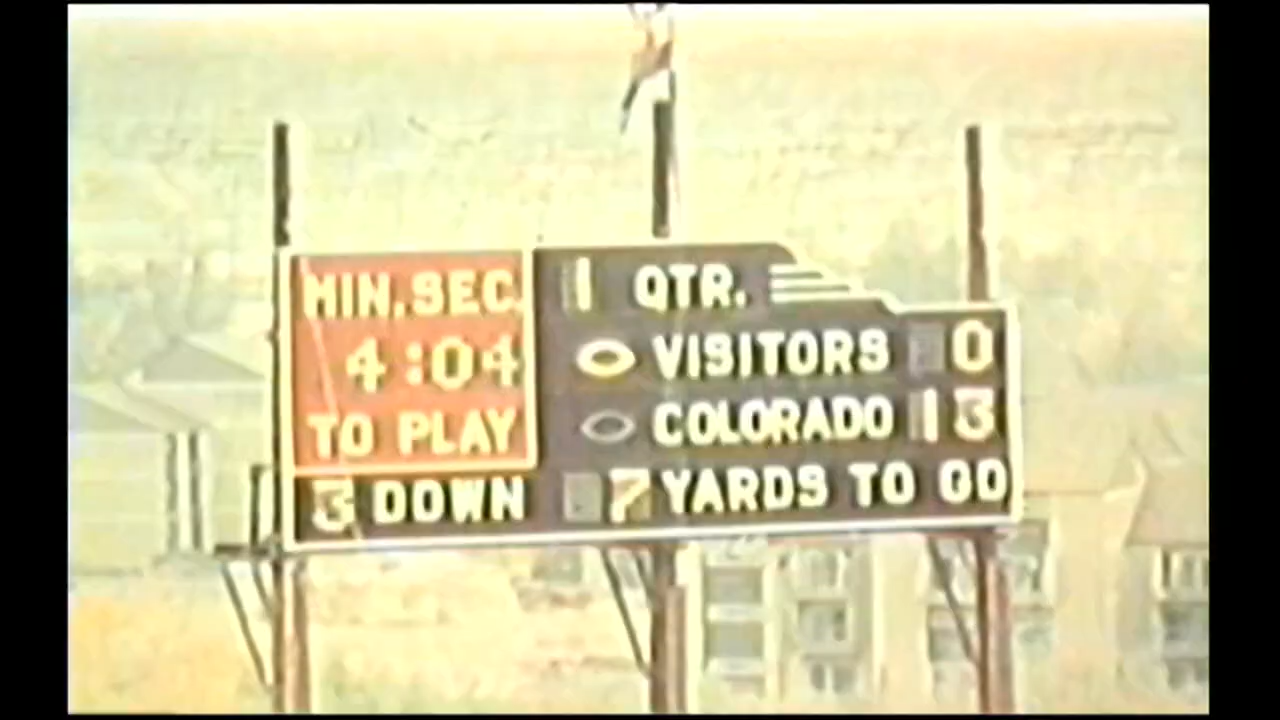 MIN. SEC. 1 QTR.
4:04 VISITORS 0
TO PLAY COLORADO 13
3 DOWN 7 YARDS TO GO